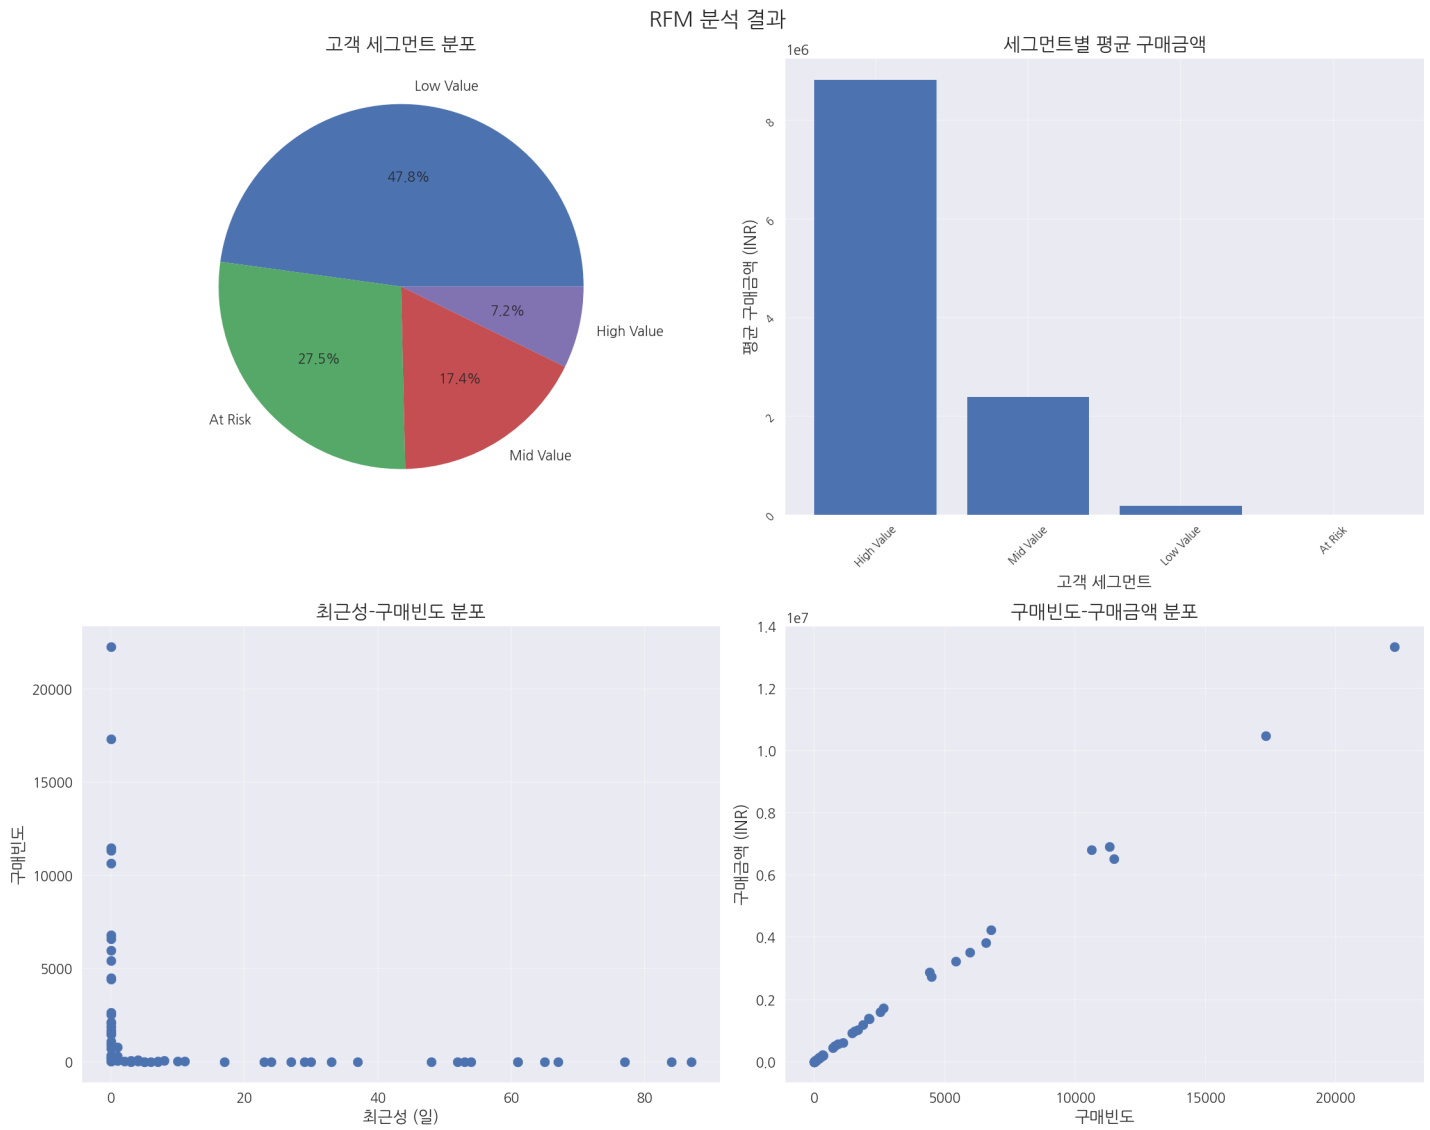 RFM 분석 결과
고객 세그먼트 분포
Low Value
47.8%
7.2%
High Value
27.5%
17.4%
At Risk
Mid Value
세그먼트별 평균 구매금액
1e6
8
6
4
2
0
평균 구매금액 (INR)
High Value
Mid Value
Low Value
At Risk
고객 세그먼트
최근성-구매빈도 분포
20000
15000
10000
5000
0
구매빈도
0
20
40
60
80
최근성 (일)
구매빈도-구매금액 분포
1e7
1.4
1.2
1.0
0.8
0.6
0.4
0.2
0.0
구매금액 (INR)
0
5000
10000
15000
20000
구매빈도